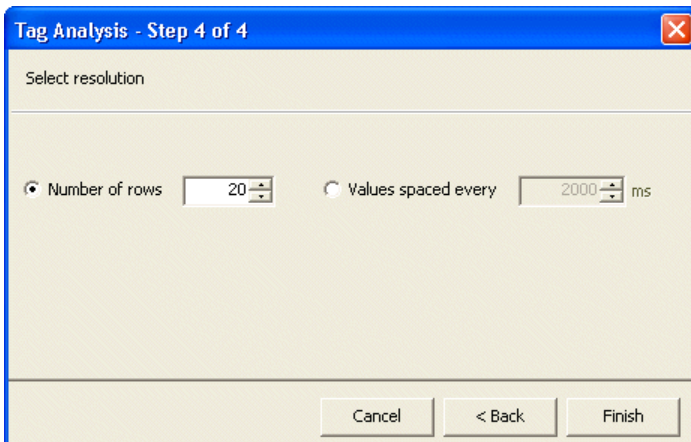 Tag Analysis - Step 4 of 4
Select resolution
Number of rows 20 Values spaced every 2000 ms
Cancel < Back Finish